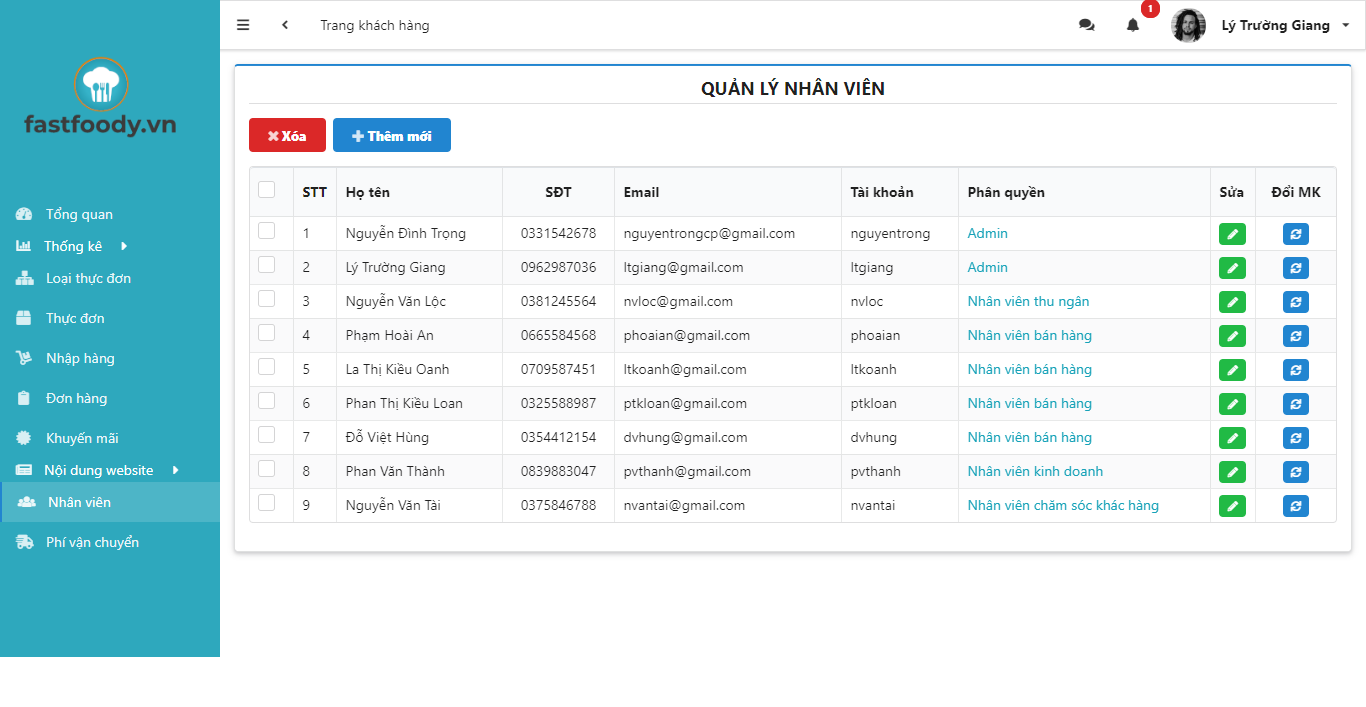 fastfoody.vn
Tổng quan
Thống kê
Loại thực đơn
Thực đơn
Nhập hàng
Đơn hàng
Khuyến mãi
Nội dung website
Nhân viên
Phí vận chuyển
Trang khách hàng
1
Lý Trường Giang
QUẢN LÝ NHÂN VIÊN
Xóa Thêm mới
STT Họ tên SĐT Email Tài khoản Phân quyền Sửa Đổi MK
1 Nguyễn Đình Trọng 0331542678 nguyentrongcp@gmail.com nguyentrong Admin
2 Lý Trường Giang 0962987036 ltgiang@gmail.com ltgiang Admin
3 Nguyễn Văn Lộc 0381245564 nvloc@gmail.com nvloc Nhân viên thu ngân
4 Phạm Hoài An 0665584568 phoaian@gmail.com phoaian Nhân viên bán hàng
5 La Thị Kiều Oanh 0709587451 ltkoanh@gmail.com ltkoanh Nhân viên bán hàng
6 Phan Thị Kiều Loan 0325588987 ptkloan@gmail.com ptkloan Nhân viên bán hàng
7 Đỗ Việt Hùng 0354412154 dvhung@gmail.com dvhung Nhân viên bán hàng
8 Phan Văn Thành 0839883047 pvthanh@gmail.com pvthanh Nhân viên kinh doanh
9 Nguyễn Văn Tài 0375846788 nvantai@gmail.com nvantai Nhân viên chăm sóc khác hàng